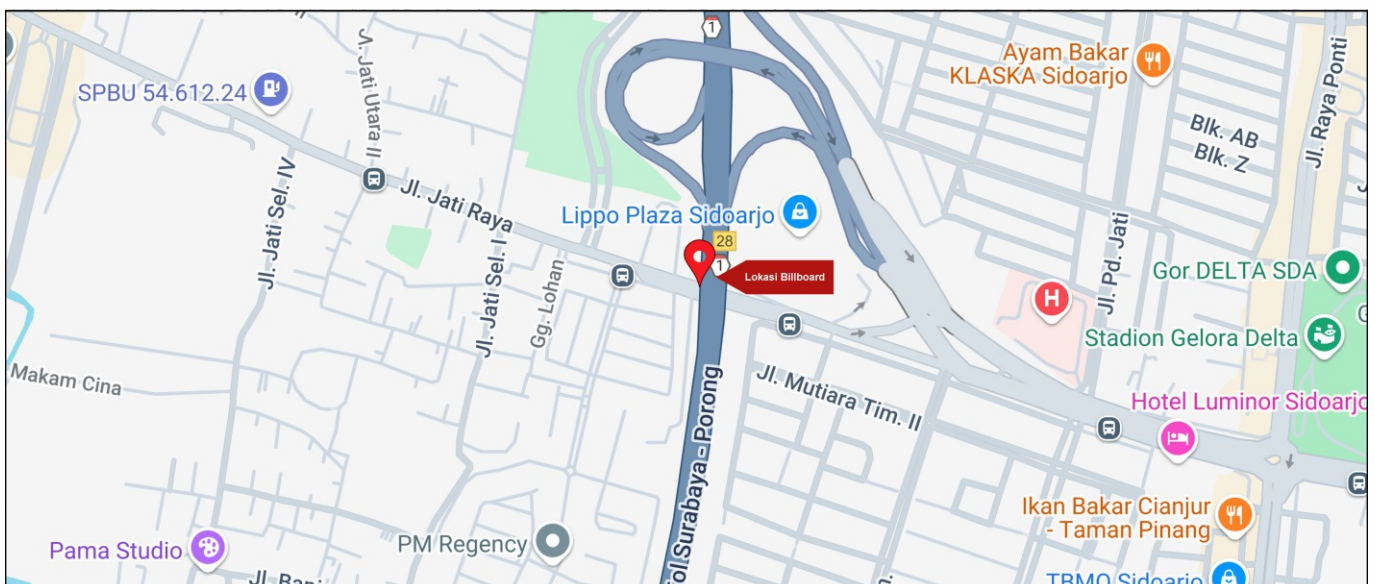 1
Ayam Bakar
KLASKA Sidoarjo
SPBU 54.612.24
Jl. Jati Utara II
Jl. Raya Ponti
Blk. AB
Blk. Z
Jl. Jati Sel. IV
Jl. Jati Raya
Lippo Plaza Sidoarjo
28
1
Lokasi Billboard
Jl. Jati Sel. I
Gg. Lohan
H
Jl. Pd. Jati
Gor DELTA SDA
Stadion Gelora Delta
Makam Cina
Jl. Mutiara Tim. II
Hotel Luminor Sidoarjo
Tol Surabaya - Porong
Ikan Bakar Cianjur
- Taman Pinang
Pama Studio
PM Regency
TBMO Sidoarjo